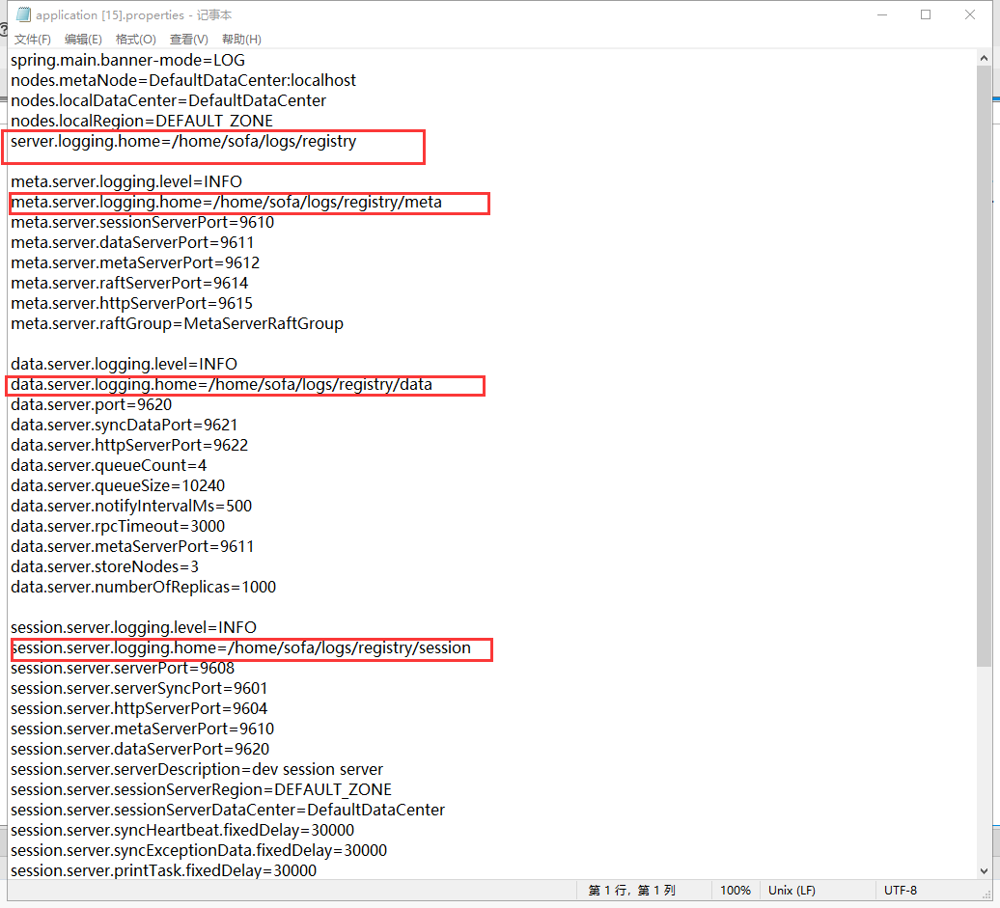 application [15].properties - 记事本
文件(F) 编辑(E) 格式(O) 查看(V) 帮助(H)
spring.main.banner-mode=LOG
nodes.metaNode=DefaultDataCenter:localhost
nodes.localDataCenter=DefaultDataCenter
nodes.localRegion=DEFAULT_ZONE
server.logging.home=/home/sofa/logs/registry
meta.server.logging.level=INFO
meta.server.logging.home=/home/sofa/logs/registry/meta
meta.server.sessionServerPort=9610
meta.server.dataServerPort=9611
meta.server.metaServerPort=9612
meta.server.raftServerPort=9614
meta.server.httpServerPort=9615
meta.server.raftGroup=MetaServerRaftGroup
data.server.logging.level=INFO
data.server.logging.home=/home/sofa/logs/registry/data
data.server.port=9620
data.server.syncDataPort=9621
data.server.httpServerPort=9622
data.server.queueCount=4
data.server.queueSize=10240
data.server.notifyIntervalMs=500
data.server.rpcTimeout=3000
data.server.metaServerPort=9611
data.server.storeNodes=3
data.server.numberOfReplicas=1000
session.server.logging.level=INFO
session.server.logging.home=/home/sofa/logs/registry/session
session.server.serverPort=9608
session.server.serverSyncPort=9601
session.server.httpServerPort=9604
session.server.metaServerPort=9610
session.server.dataServerPort=9620
session.server.serverDescription=dev session server
session.server.sessionServerRegion=DEFAULT_ZONE
session.server.sessionServerDataCenter=DefaultDataCenter
session.server.syncHeartbeat.fixedDelay=30000
session.server.syncExceptionData.fixedDelay=30000
session.server.printTask.fixedDelay=30000
第 1 行，第 1 列 100% Unix (LF) UTF-8